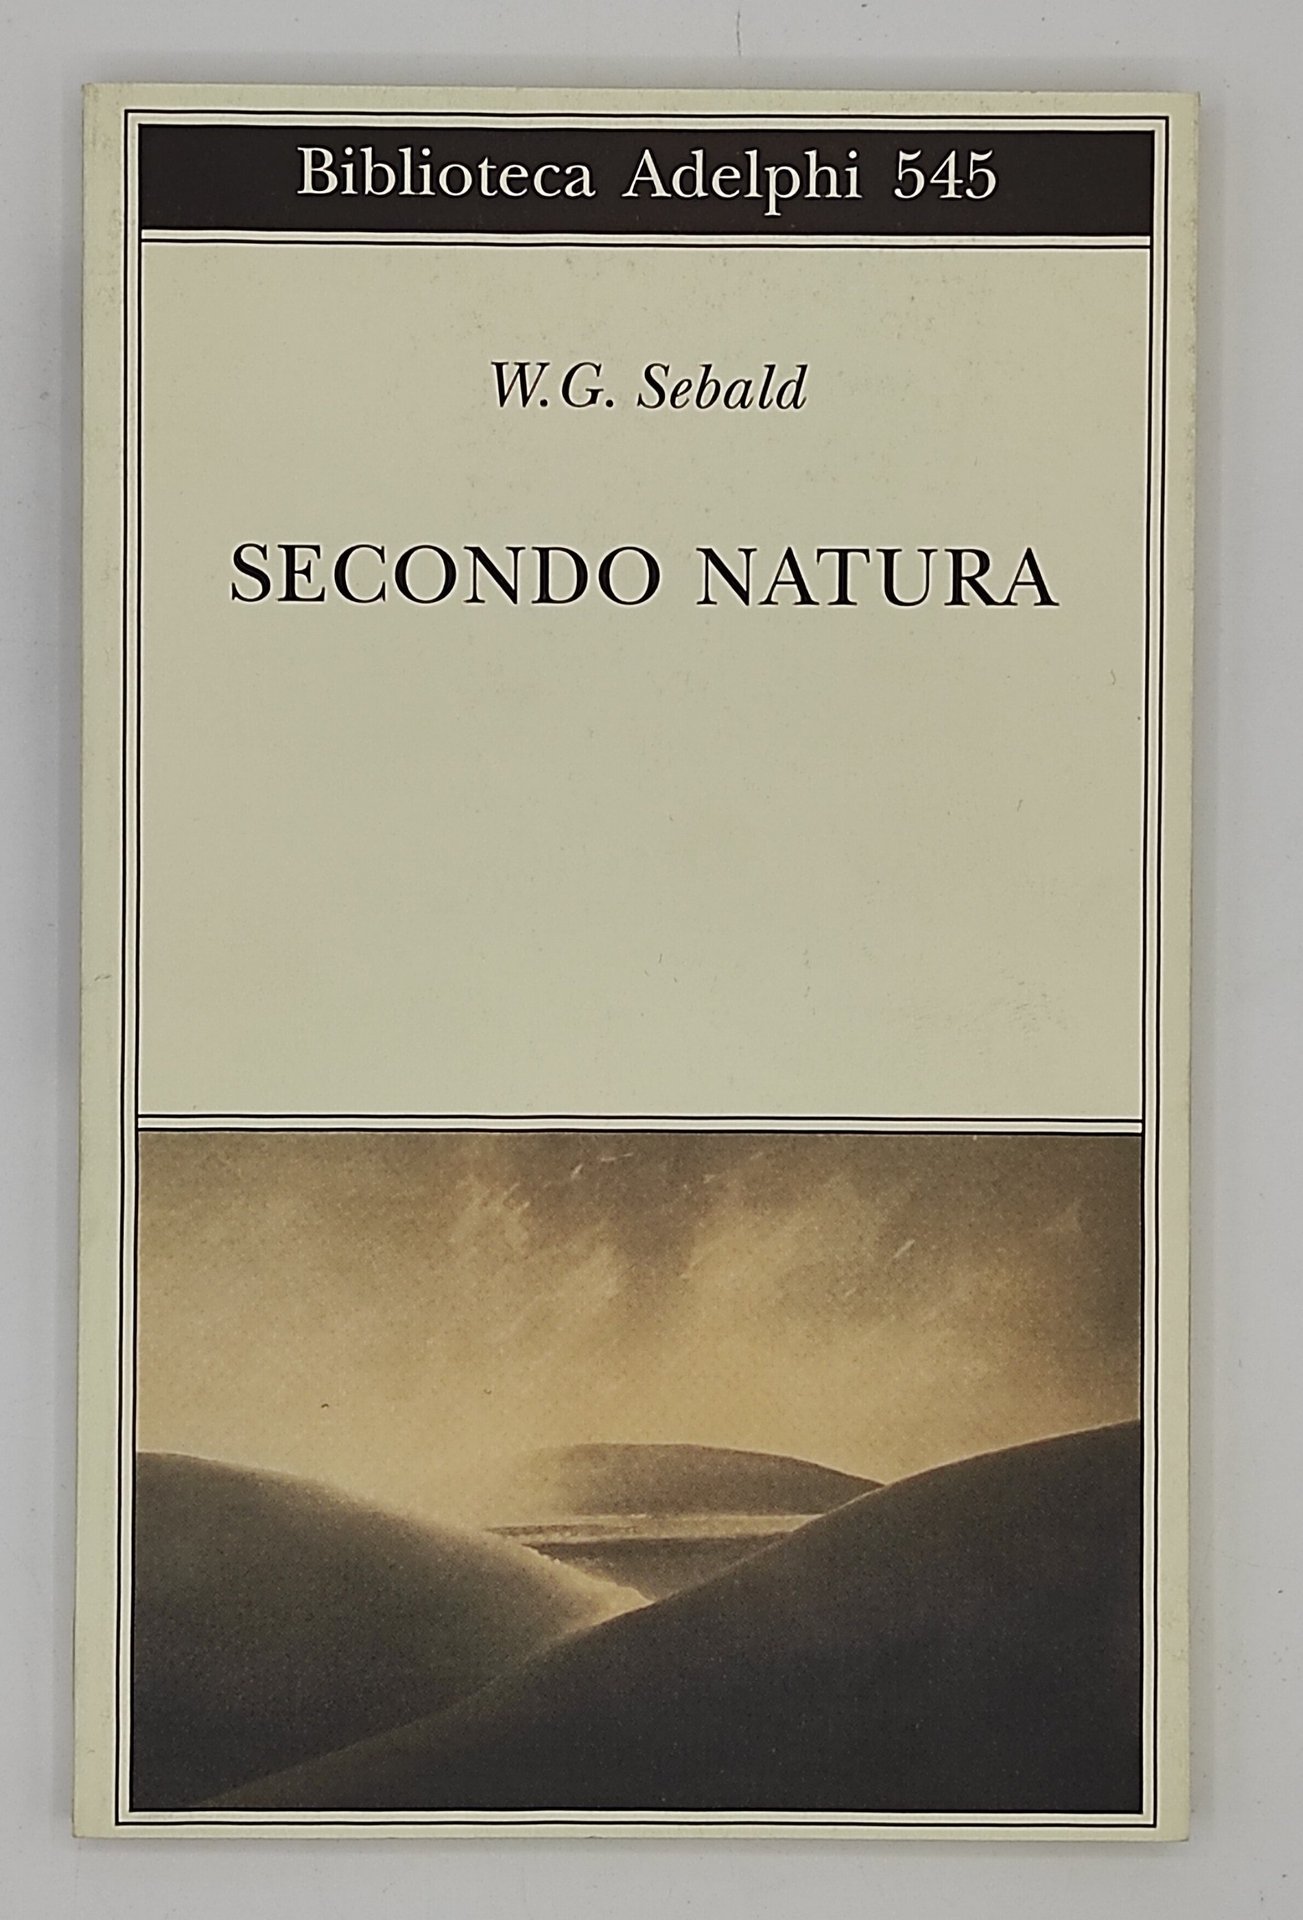 Biblioteca Adelphi 545
W. G. Sebald
SECONDO NATURA